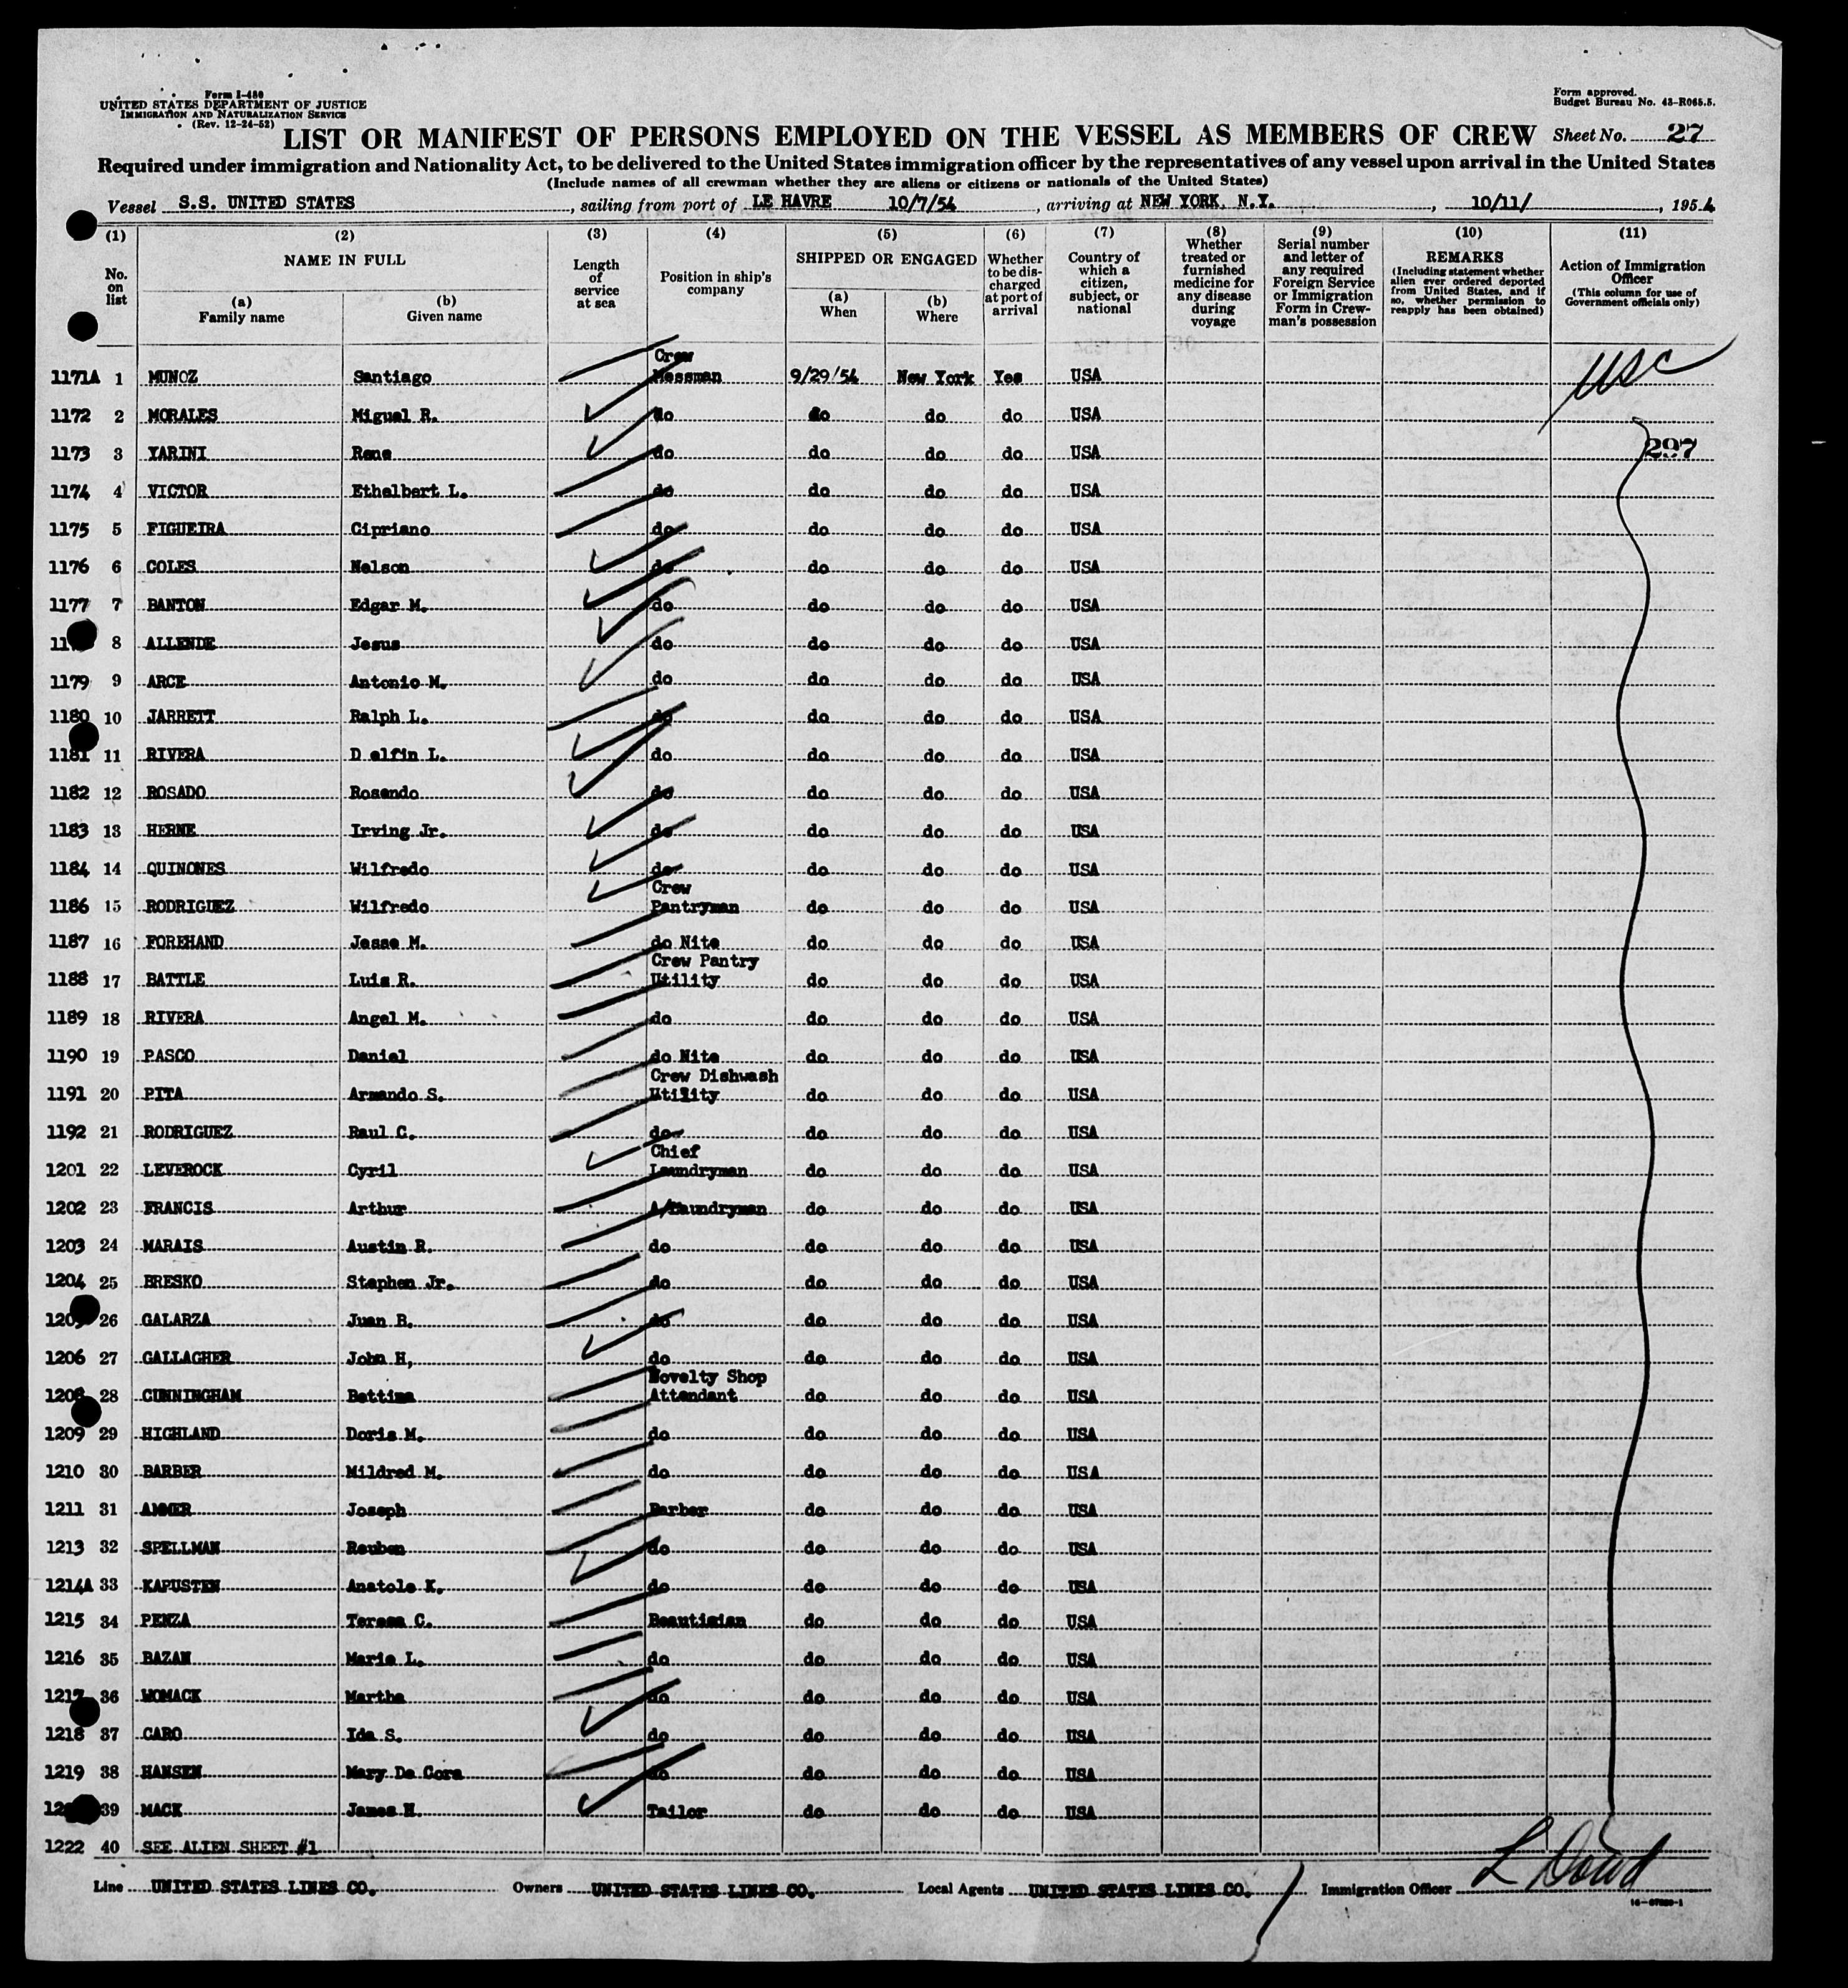 Form I-480
UNITED STATES DEPARTMENT OF JUSTICE
IMMIGRATION AND NATURALIZATION SERVICE
(Rev. 12-24-52)
Form approved.
Budget Bureau No. 43-R065.5.
LIST OR MANIFEST OF PERSONS EMPLOYED ON THE VESSEL AS MEMBERS OF CREW Sheet No. 27
Required under immigration and Nationality Act, to be delivered to the United States immigration officer by the representatives of any vessel upon arrival in the United States
(Include names of all crewman whether they are aliens or citizens or nationals of the United States)
Vessel S.S. UNITED STATES, sailing from port of LE HAVRE 10/7/54, arriving at NEW YORK, N.Y., 10/11/, 1954
(1) No. on list
(2) NAME IN FULL (a) Family name (b) Given name
(3) Length of service at sea
(4) Position in ship's company
(5) SHIPPED OR ENGAGED (a) When (b) Where
(6) Whether to be discharged at port of arrival
(7) Country of which a citizen, subject, or national
(8) Whether treated or furnished medicine for any disease during voyage
(9) Serial number and letter of any required Foreign Service or Immigration Form in Crewman's possession
(10) REMARKS (Including statement whether alien ever ordered deported from United States, and if so, whether permission to reapply has been obtained)
(11) Action of Immigration Officer (This column for use of Government officials only)
1171A 1 MUNOZ Santiago Crew Messman 9/29/54 New York Yes USA USC
1172 2 MORALES Migual R. do do do do USA
1173 3 YARINI Rene do do do do USA 297
1174 4 VICTOR Ethelbert L. do do do do USA
1175 5 FIGUEIRA Cipriano do do do do USA
1176 6 COLES Nelson do do do do USA
1177 7 BANTON Edgar M. do do do do USA
8 ALLENDE Jesus do do do do USA
1179 9 ARCE Antonio M. do do do do USA
1180 10 JARRETT Ralph L. do do do do USA
1181 11 RIVERA D elfin L. do do do do USA
1182 12 ROSADO Rosendo do do do do USA
1183 13 HERNE Irving Jr. do do do do USA
1184 14 QUINONES Wilfredo do do do do USA
1186 15 RODRIGUEZ Wilfredo Crew Pantryman do do do USA
1187 16 FOREHAND Jesse M. do Nite do do do USA
1188 17 BATTLE Luis R. Crew Pantry Utility do do do USA
1189 18 RIVERA Angel M. do do do do USA
1190 19 PASCO Daniel do Nite do do do USA
1191 20 PITA Armando S. Crew Dishwash Utility do do do USA
1192 21 RODRIGUEZ Raul C. do do do do USA
1201 22 LEVEROCK Cyril Chief Laundryman do do do USA
1202 23 FRANCIS Arthur A/Laundryman do do do USA
1203 24 MARAIS Austin R. do do do do USA
1204 25 BRESKO Stephen Jr. do do do do USA
26 GALARZA Juan B. do do do do USA
1206 27 GALLAGHER John H, do do do do USA
1208 28 CUNNINGHAM Bettina Novelty Shop Attendant do do do USA
1209 29 HIGHLAND Doris M. do do do do USA
1210 30 BARBER Mildred M. do do do do USA
1211 31 AMMER Joseph Barber do do do USA
1213 32 SPELLMAN Reuben do do do do USA
1214A 33 KAPUSTEN Anatole K. do do do do USA
1215 34 PENZA Teresa C. Beautician do do do USA
1216 35 BAZAN Marie L. do do do do USA
1217 36 WOMACK Martha do do do do USA
1218 37 CARO Ida S. do do do do USA
1219 38 HANSEN Mary De Cora do do do do USA
39 MACK James H. Tailor do do do USA
1222 40 SEE ALIEN SHEET #1
Line UNITED STATES LINES CO. Owners UNITED STATES LINES CO. Local Agents UNITED STATES LINES CO. Immigration Officer L Dowd